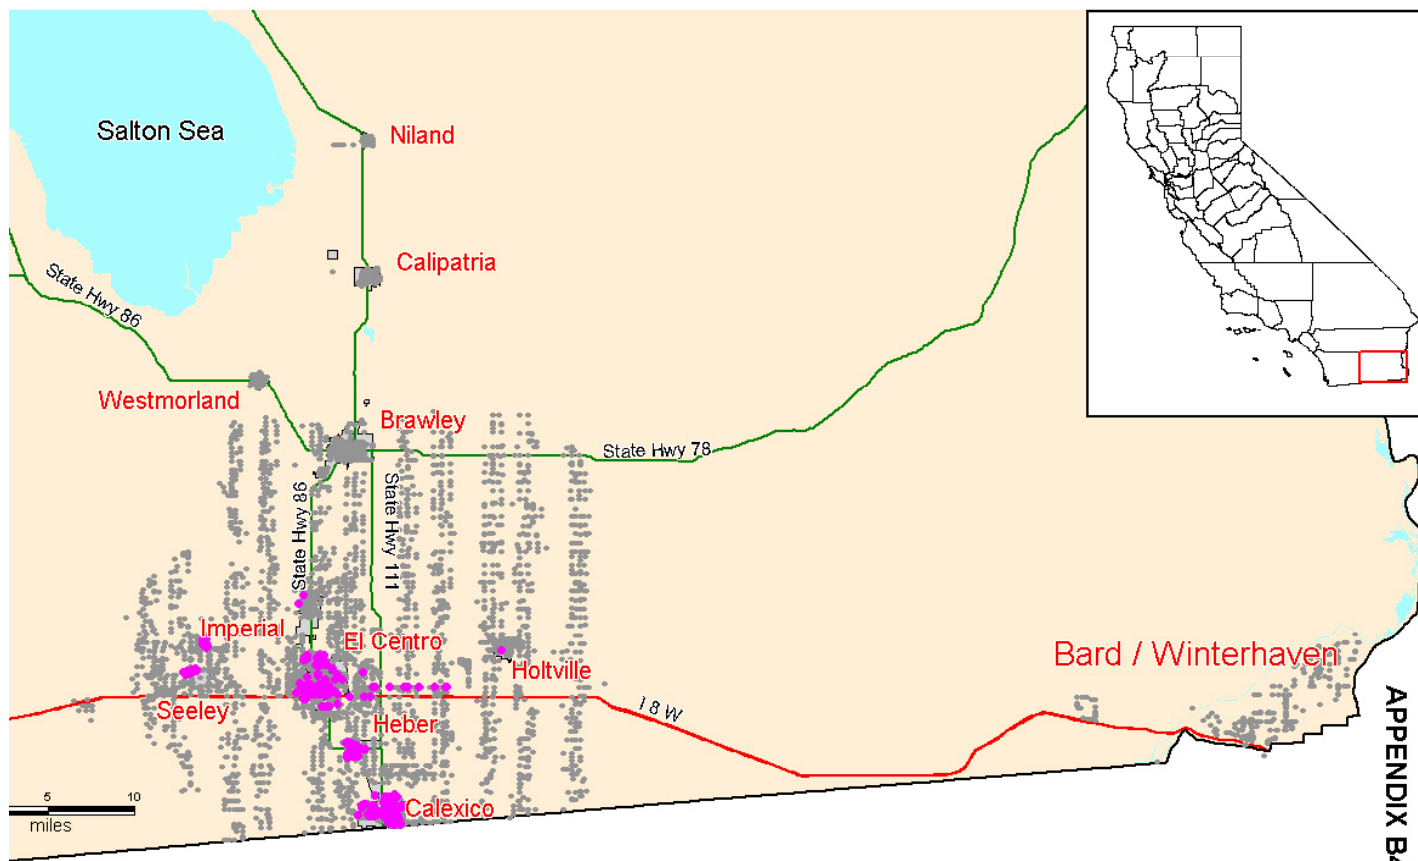 Salton Sea
Niland
Calipatria
State Hwy 86
Westmorland
Brawley
State Hwy 78
State Hwy 86
State Hwy 111
Imperial
El Centro
Holtville
Bard / Winterhaven
Seeley
Heber
I 8 W
Calexico
5 10
miles
APPENDIX B4